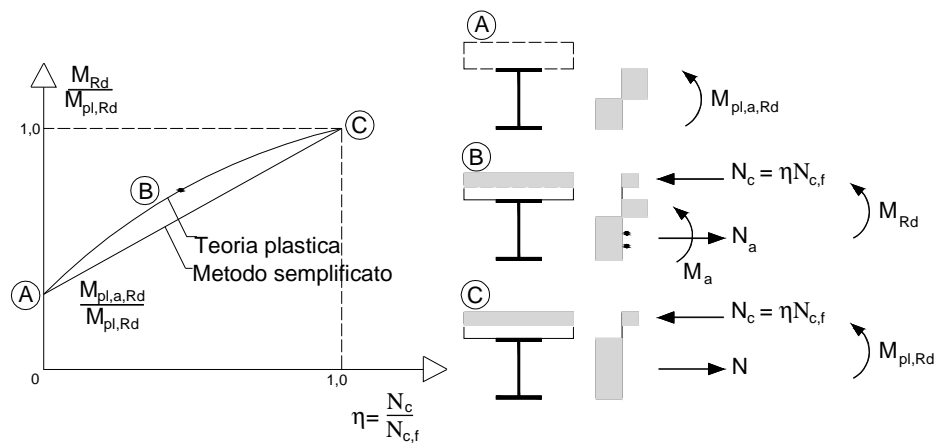 M_Rd
M_pl,Rd
1,0
C
B
Teoria plastica
Metodo semplificato
A
M_pl,a,Rd
M_pl,Rd
0
1,0
η= N_c
N_c,f
A
M_pl,a,Rd
B
N_c = ηN_c,f
M_Rd
N_a
M_a
C
N_c = ηN_c,f
M_pl,Rd
N